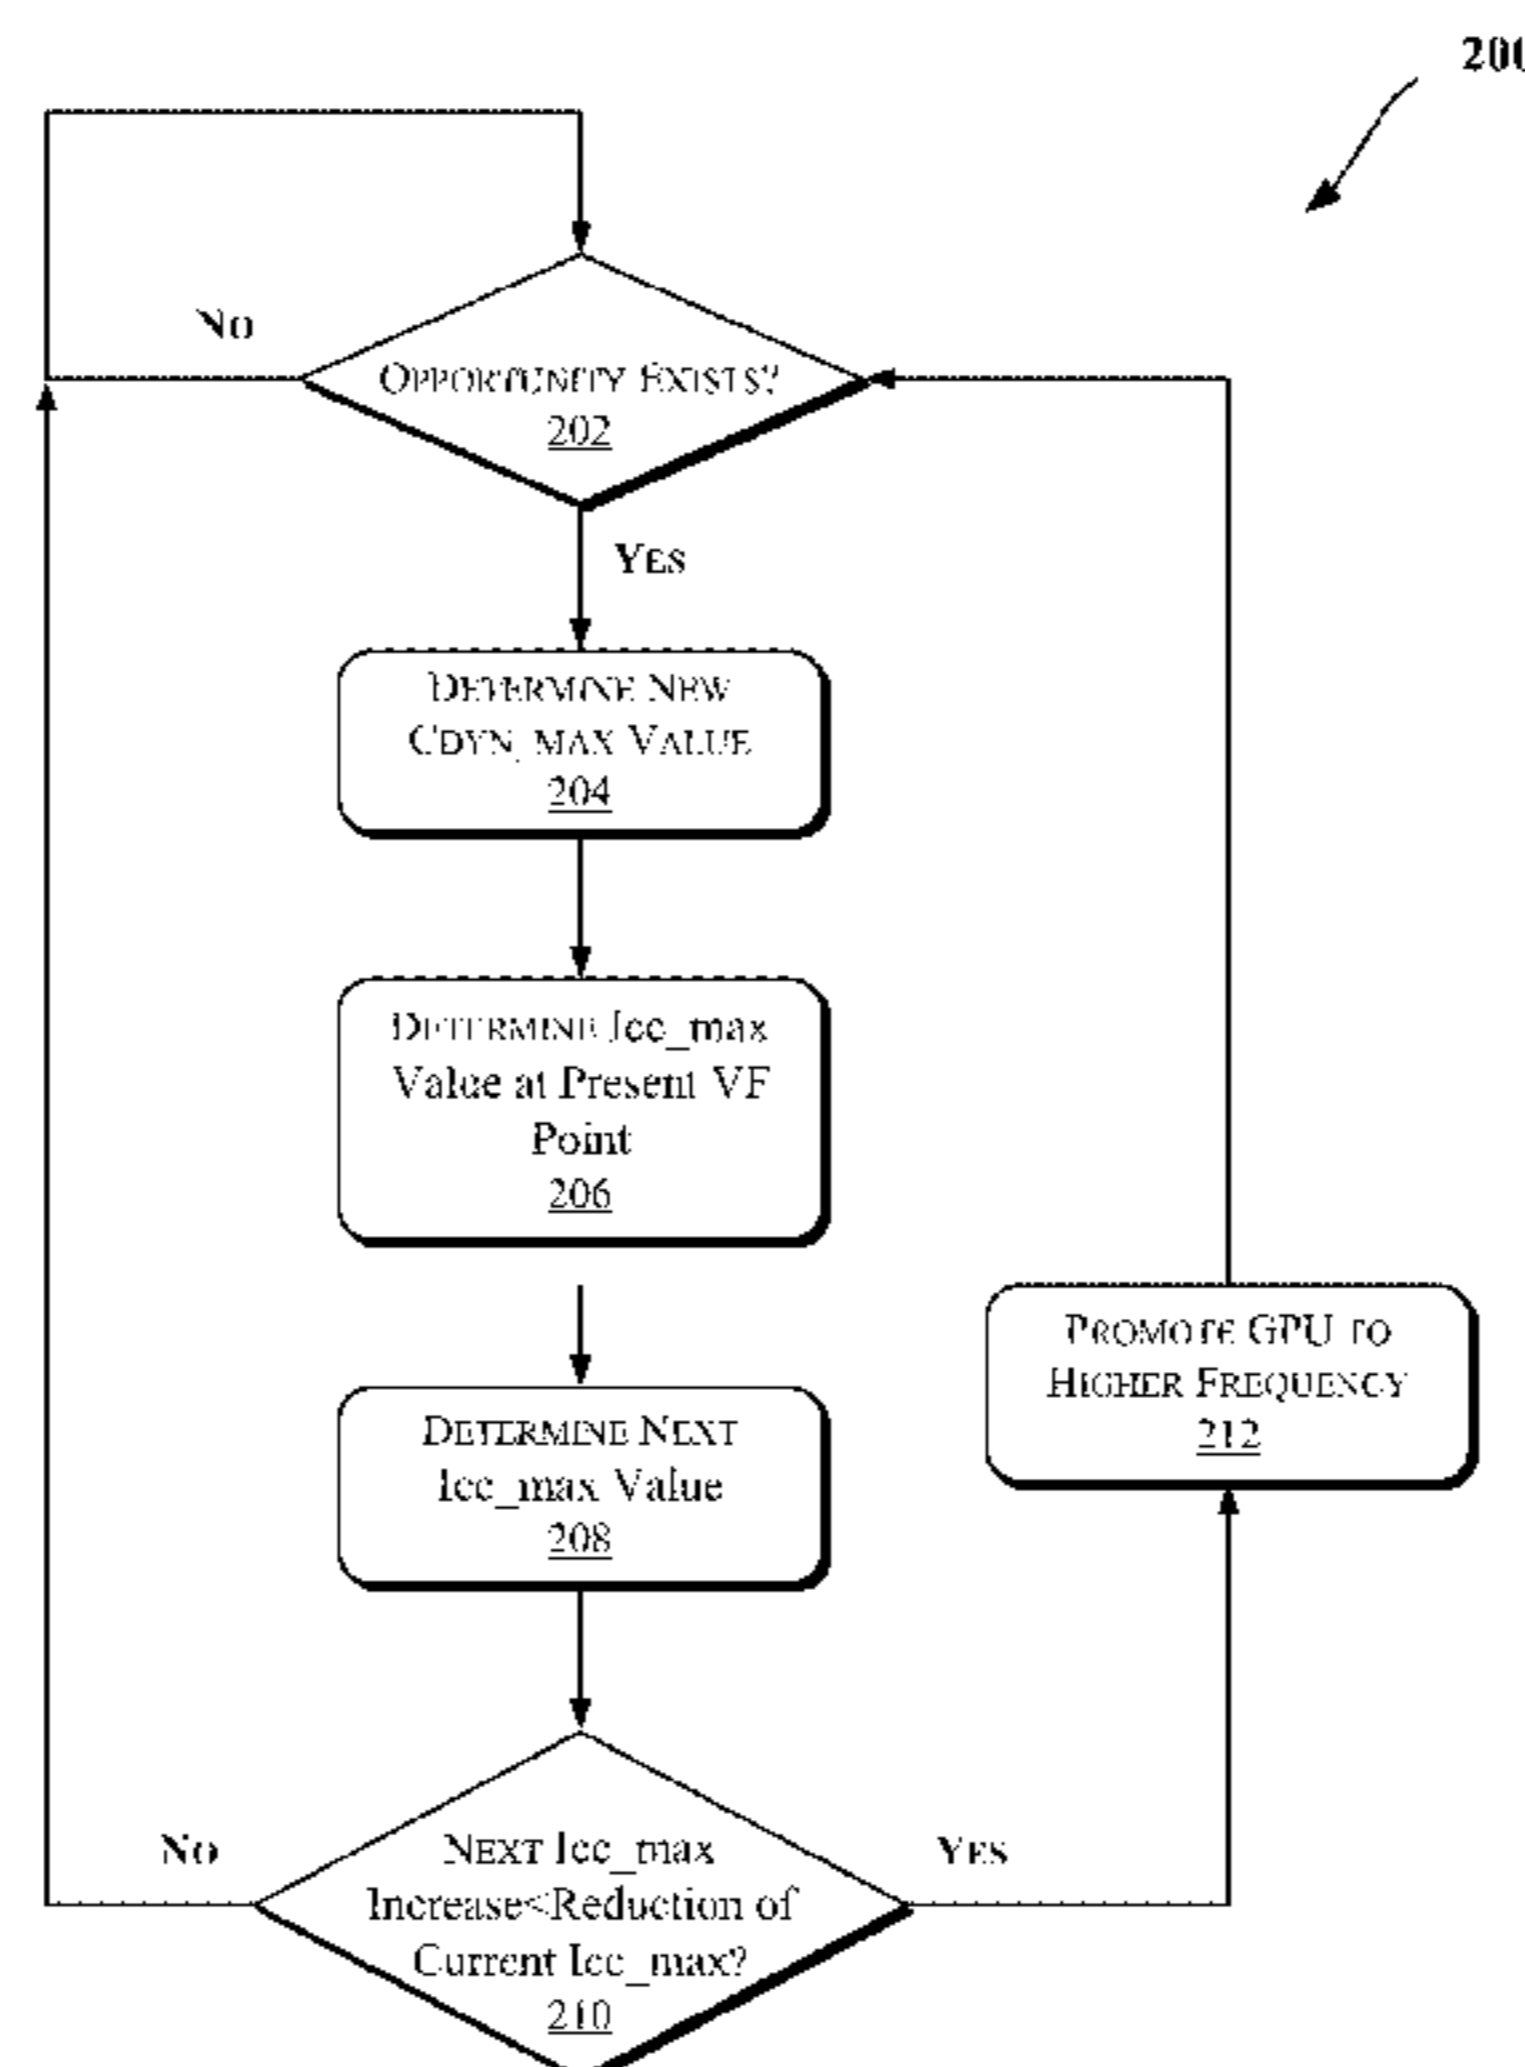 No
OPPORTUNITY EXISTS?
202
YES
DETERMINE NEW
CDYN_MAX VALUE
204
DETERMINE Icc_max
Value at Present VF
Point
206
DETERMINE NEXT
Icc_max Value
208
PROMOTE GPU TO
HIGHER FREQUENCY
212
No
NEXT Icc_max
Increase<Reduction of
Current Icc_max?
210
YES